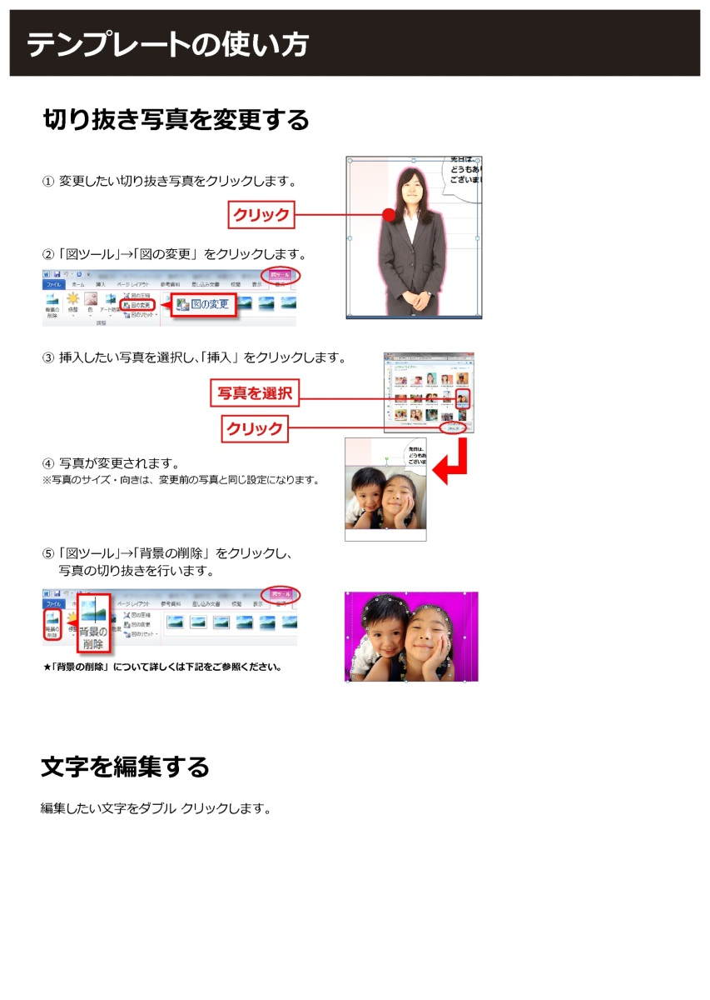 テンプレートの使い方
切り抜き写真を変更する
① 変更したい切り抜き写真をクリックします。
先日は、
どうもあり
ございまし
クリック
② 「図ツール」→「図の変更」をクリックします。
図ツール
ファイル ホーム 挿入 ページ レイアウト 参考資料 差し込み文書 校閲 表示 書式
背景の
削除
修整 色 アート効果
図の圧縮
図の変更
図のリセット
調整
図の変更
③ 挿入したい写真を選択し、「挿入」をクリックします。
写真を選択
クリック
④ 写真が変更されます。
※写真のサイズ・向きは、変更前の写真と同じ設定になります。
先日は、
どうもあ
ございま
⑤ 「図ツール」→「背景の削除」をクリックし、
写真の切り抜きを行います。
図ツール
ファイル ページ レイアウト 参考資料 差し込み文書 校閲 表示 書式
背景の
削除
図の圧縮
図の変更
図のリセット
背景の
削除
★「背景の削除」について詳しくは下記をご参照ください。
文字を編集する
編集したい文字をダブル クリックします。